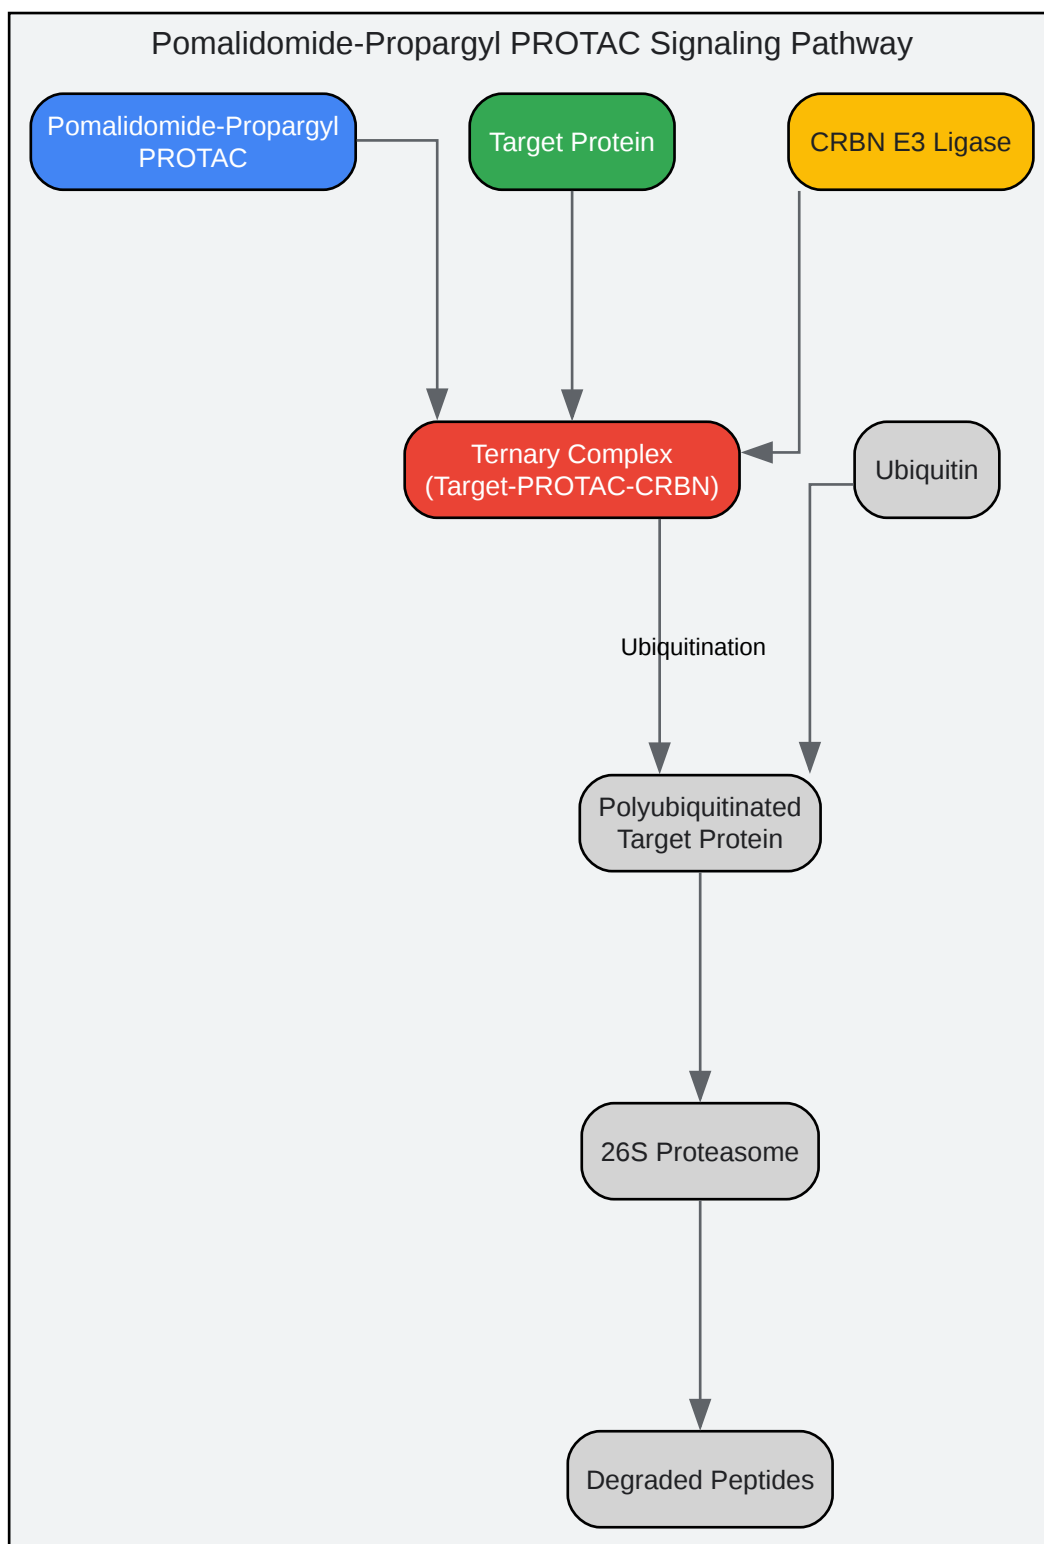 Pomalidomide-Propargyl PROTAC Signaling Pathway
Pomalidomide-Propargyl
PROTAC
Target Protein
CRBN E3 Ligase
Ternary Complex
(Target-PROTAC-CRBN)
Ubiquitin
Ubiquitination
Polyubiquitinated
Target Protein
26S Proteasome
Degraded Peptides